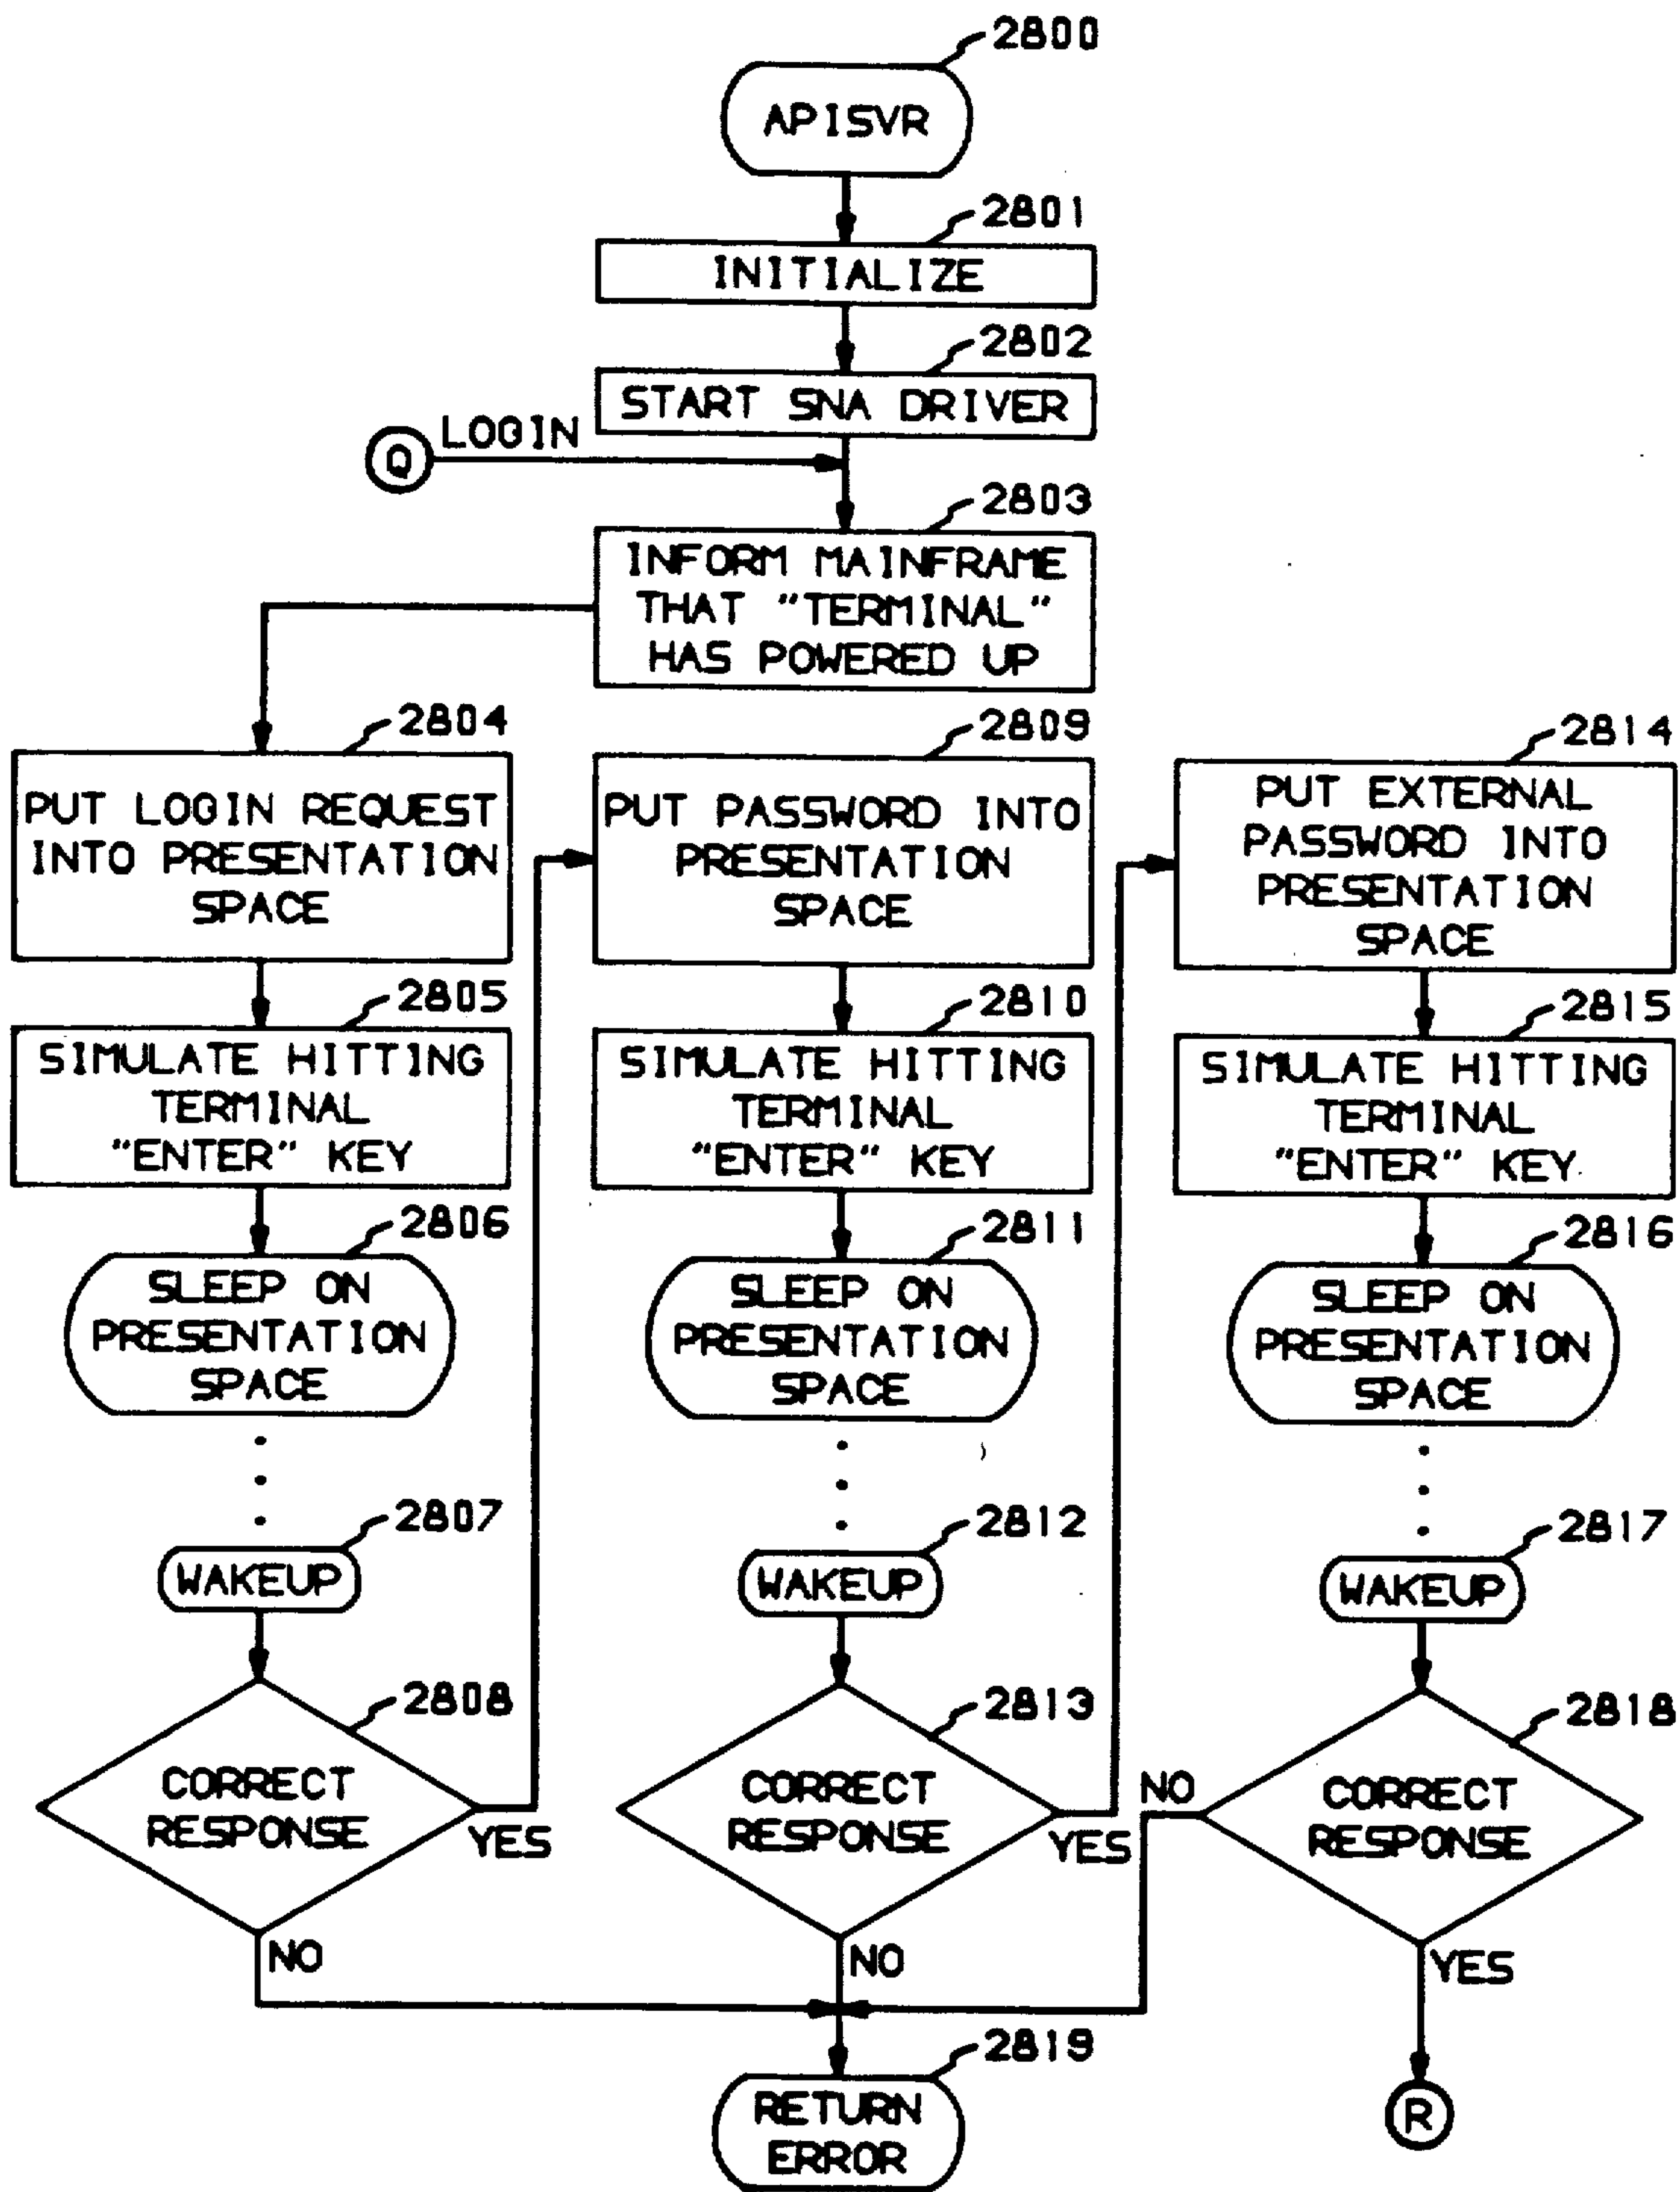 2800
APISVR
2801
INITIALIZE
2802
START SNA DRIVER
Q
LOGIN
2803
INFORM MAINFRAME
THAT "TERMINAL"
HAS POWERED UP
2804
PUT LOGIN REQUEST
INTO PRESENTATION
SPACE
2805
SIMULATE HITTING
TERMINAL
"ENTER" KEY
2806
SLEEP ON
PRESENTATION
SPACE
2807
WAKEUP
2808
CORRECT
RESPONSE
YES
NO
2809
PUT PASSWORD INTO
PRESENTATION
SPACE
2810
SIMULATE HITTING
TERMINAL
"ENTER" KEY
2811
SLEEP ON
PRESENTATION
SPACE
2812
WAKEUP
2813
CORRECT
RESPONSE
YES
NO
2814
PUT EXTERNAL
PASSWORD INTO
PRESENTATION
SPACE
2815
SIMULATE HITTING
TERMINAL
"ENTER" KEY
2816
SLEEP ON
PRESENTATION
SPACE
2817
WAKEUP
2818
CORRECT
RESPONSE
NO
YES
2819
RETURN
ERROR
R